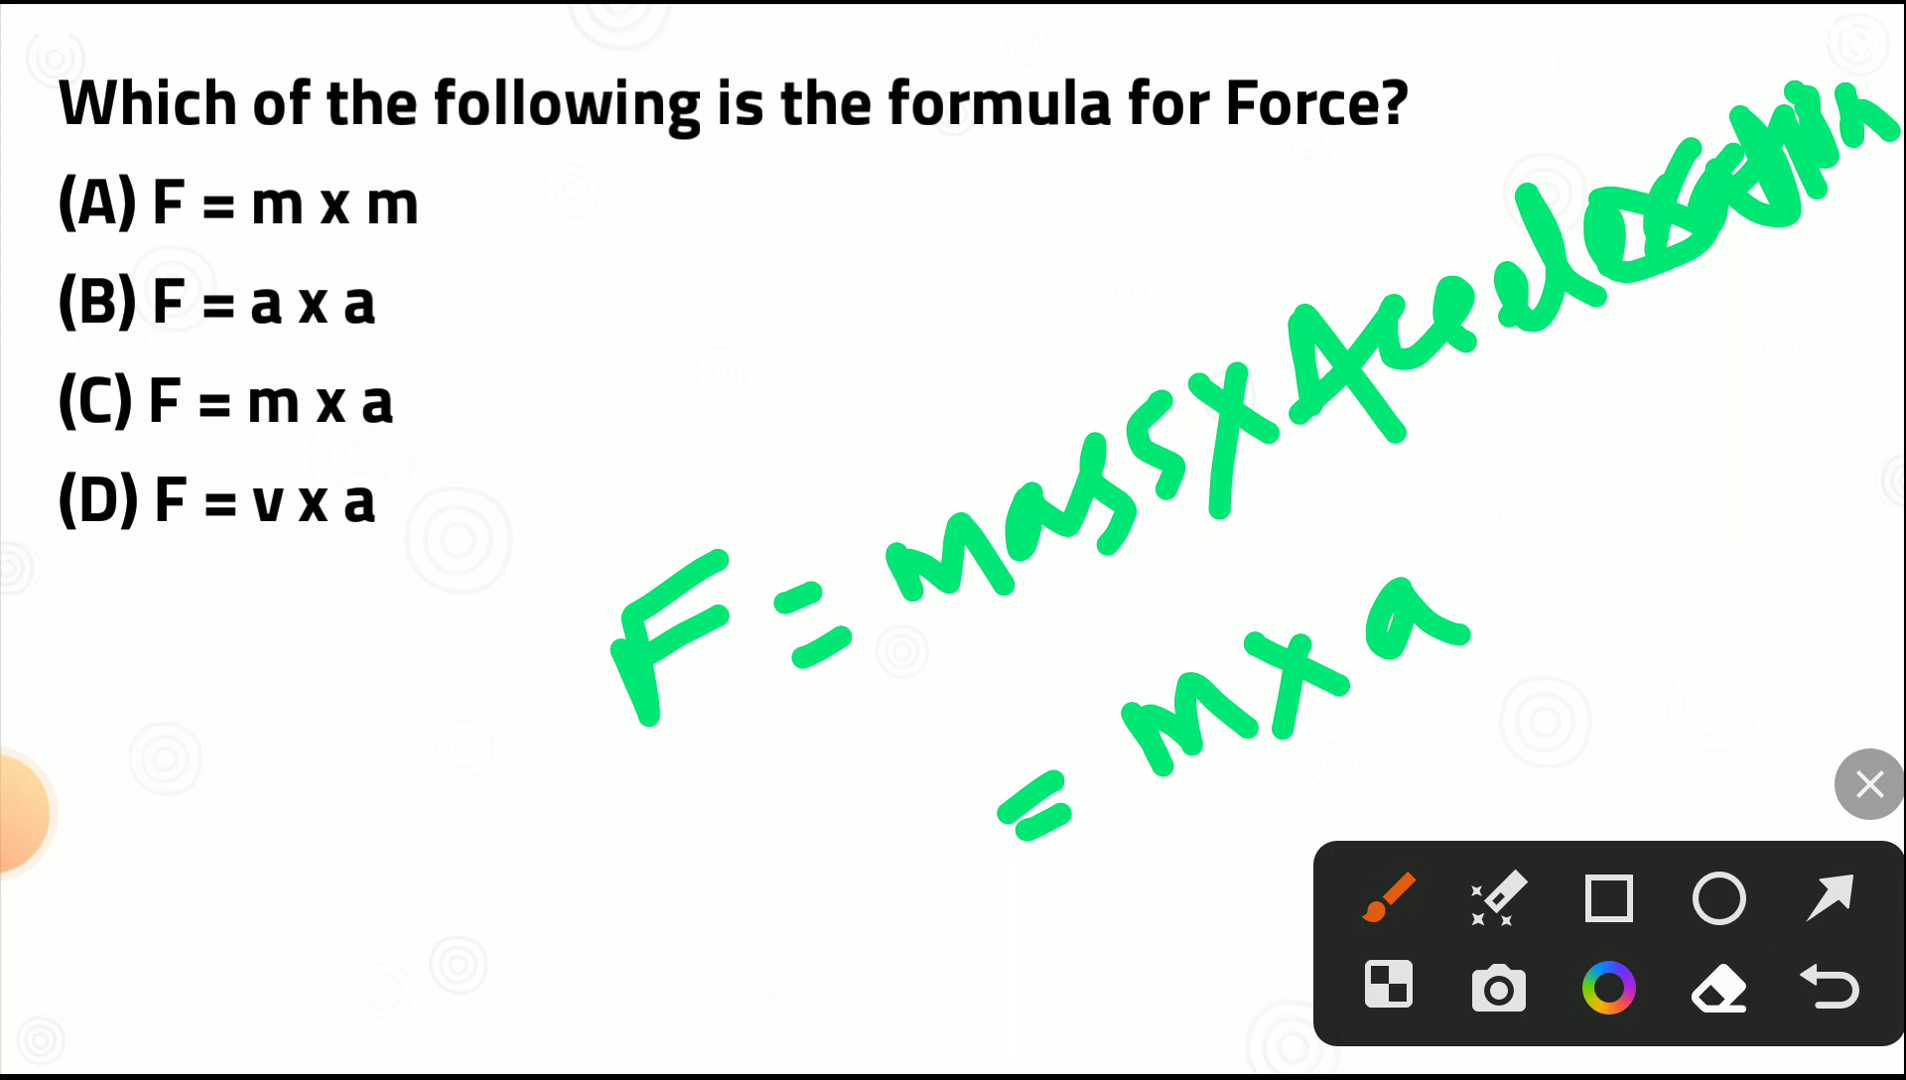 Which of the following is the formula for Force?
(A) F = m x m
(B) F = a x a
(C) F = m x a
(D) F = v x a
F = mass x
= m x a